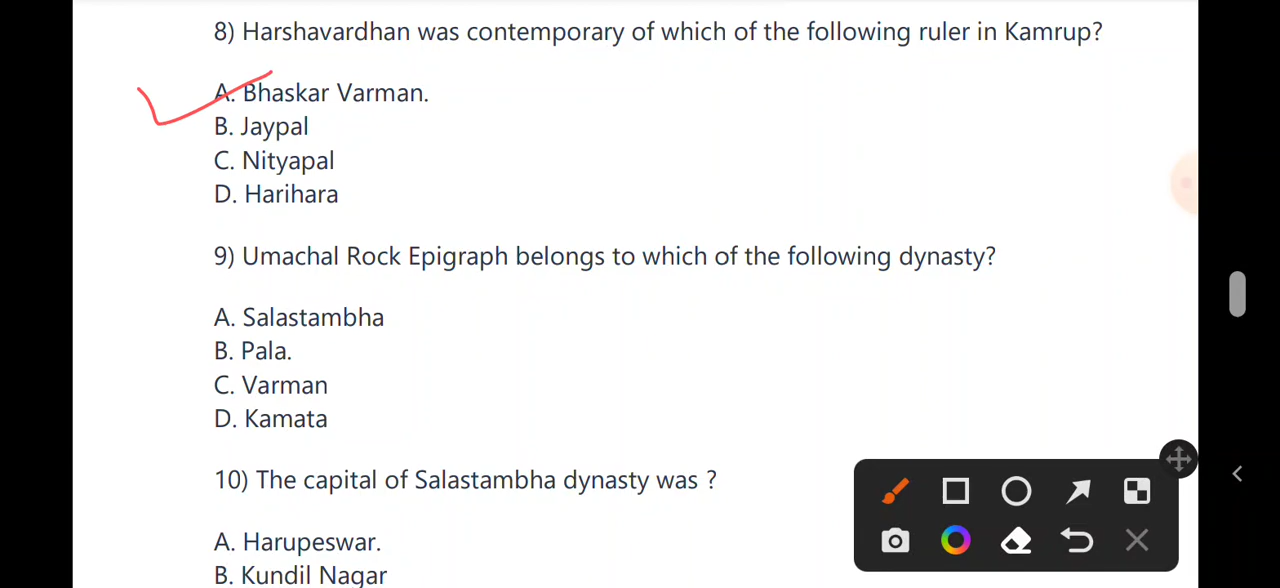 8) Harshavardhan was contemporary of which of the following ruler in Kamrup?
A. Bhaskar Varman.
B. Jaypal
C. Nityapal
D. Harihara
9) Umachal Rock Epigraph belongs to which of the following dynasty?
A. Salastambha
B. Pala.
C. Varman
D. Kamata
10) The capital of Salastambha dynasty was ?
A. Harupeswar.
B. Kundil Nagar